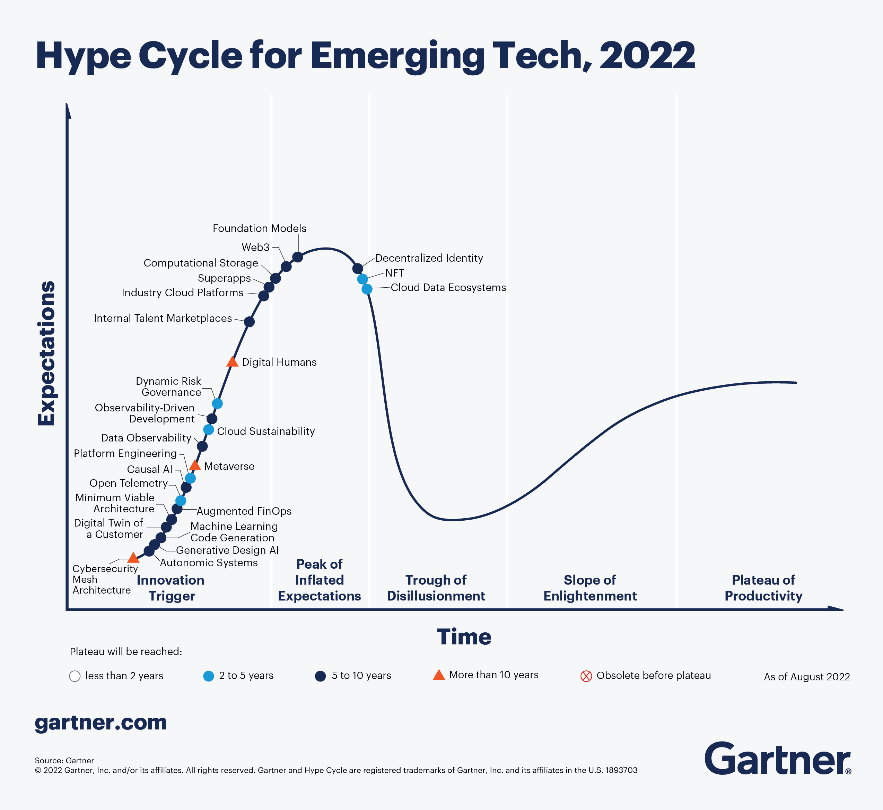 Hype Cycle for Emerging Tech, 2022
Expectations
Foundation Models
Web3
Computational Storage
Superapps
Industry Cloud Platforms
Internal Talent Marketplaces
Decentralized Identity
NFT
Cloud Data Ecosystems
Digital Humans
Dynamic Risk
Governance
Observability-Driven
Development
Cloud Sustainability
Data Observability
Platform Engineering
Metaverse
Causal AI
Open Telemetry
Minimum Viable
Architecture
Augmented FinOps
Digital Twin of
a Customer
Machine Learning
Code Generation
Generative Design AI
Autonomic Systems
Cybersecurity
Mesh
Architecture
Innovation
Trigger
Peak of
Inflated
Expectations
Trough of
Disillusionment
Slope of
Enlightenment
Plateau of
Productivity
Time
Plateau will be reached:
less than 2 years
2 to 5 years
5 to 10 years
More than 10 years
Obsolete before plateau
As of August 2022
gartner.com
Source: Gartner
© 2022 Gartner, Inc. and/or its affiliates. All rights reserved. Gartner and Hype Cycle are registered trademarks of Gartner, Inc. and its affiliates in the U.S. 1893703
Gartner®